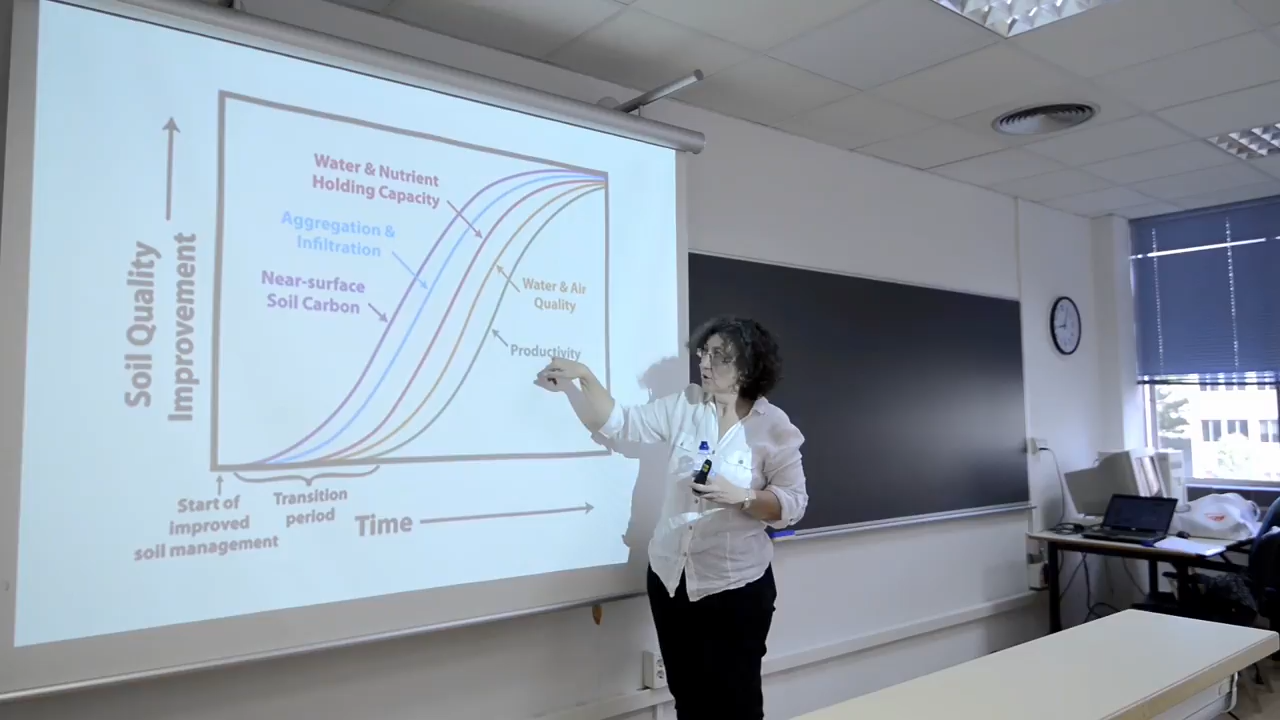 Water & Nutrient
Holding Capacity
Aggregation &
Infiltration
Near-surface
Soil Carbon
Water & Air
Quality
Productivity
Soil Quality
Improvement
Start of
improved
soil management
Transition
period
Time